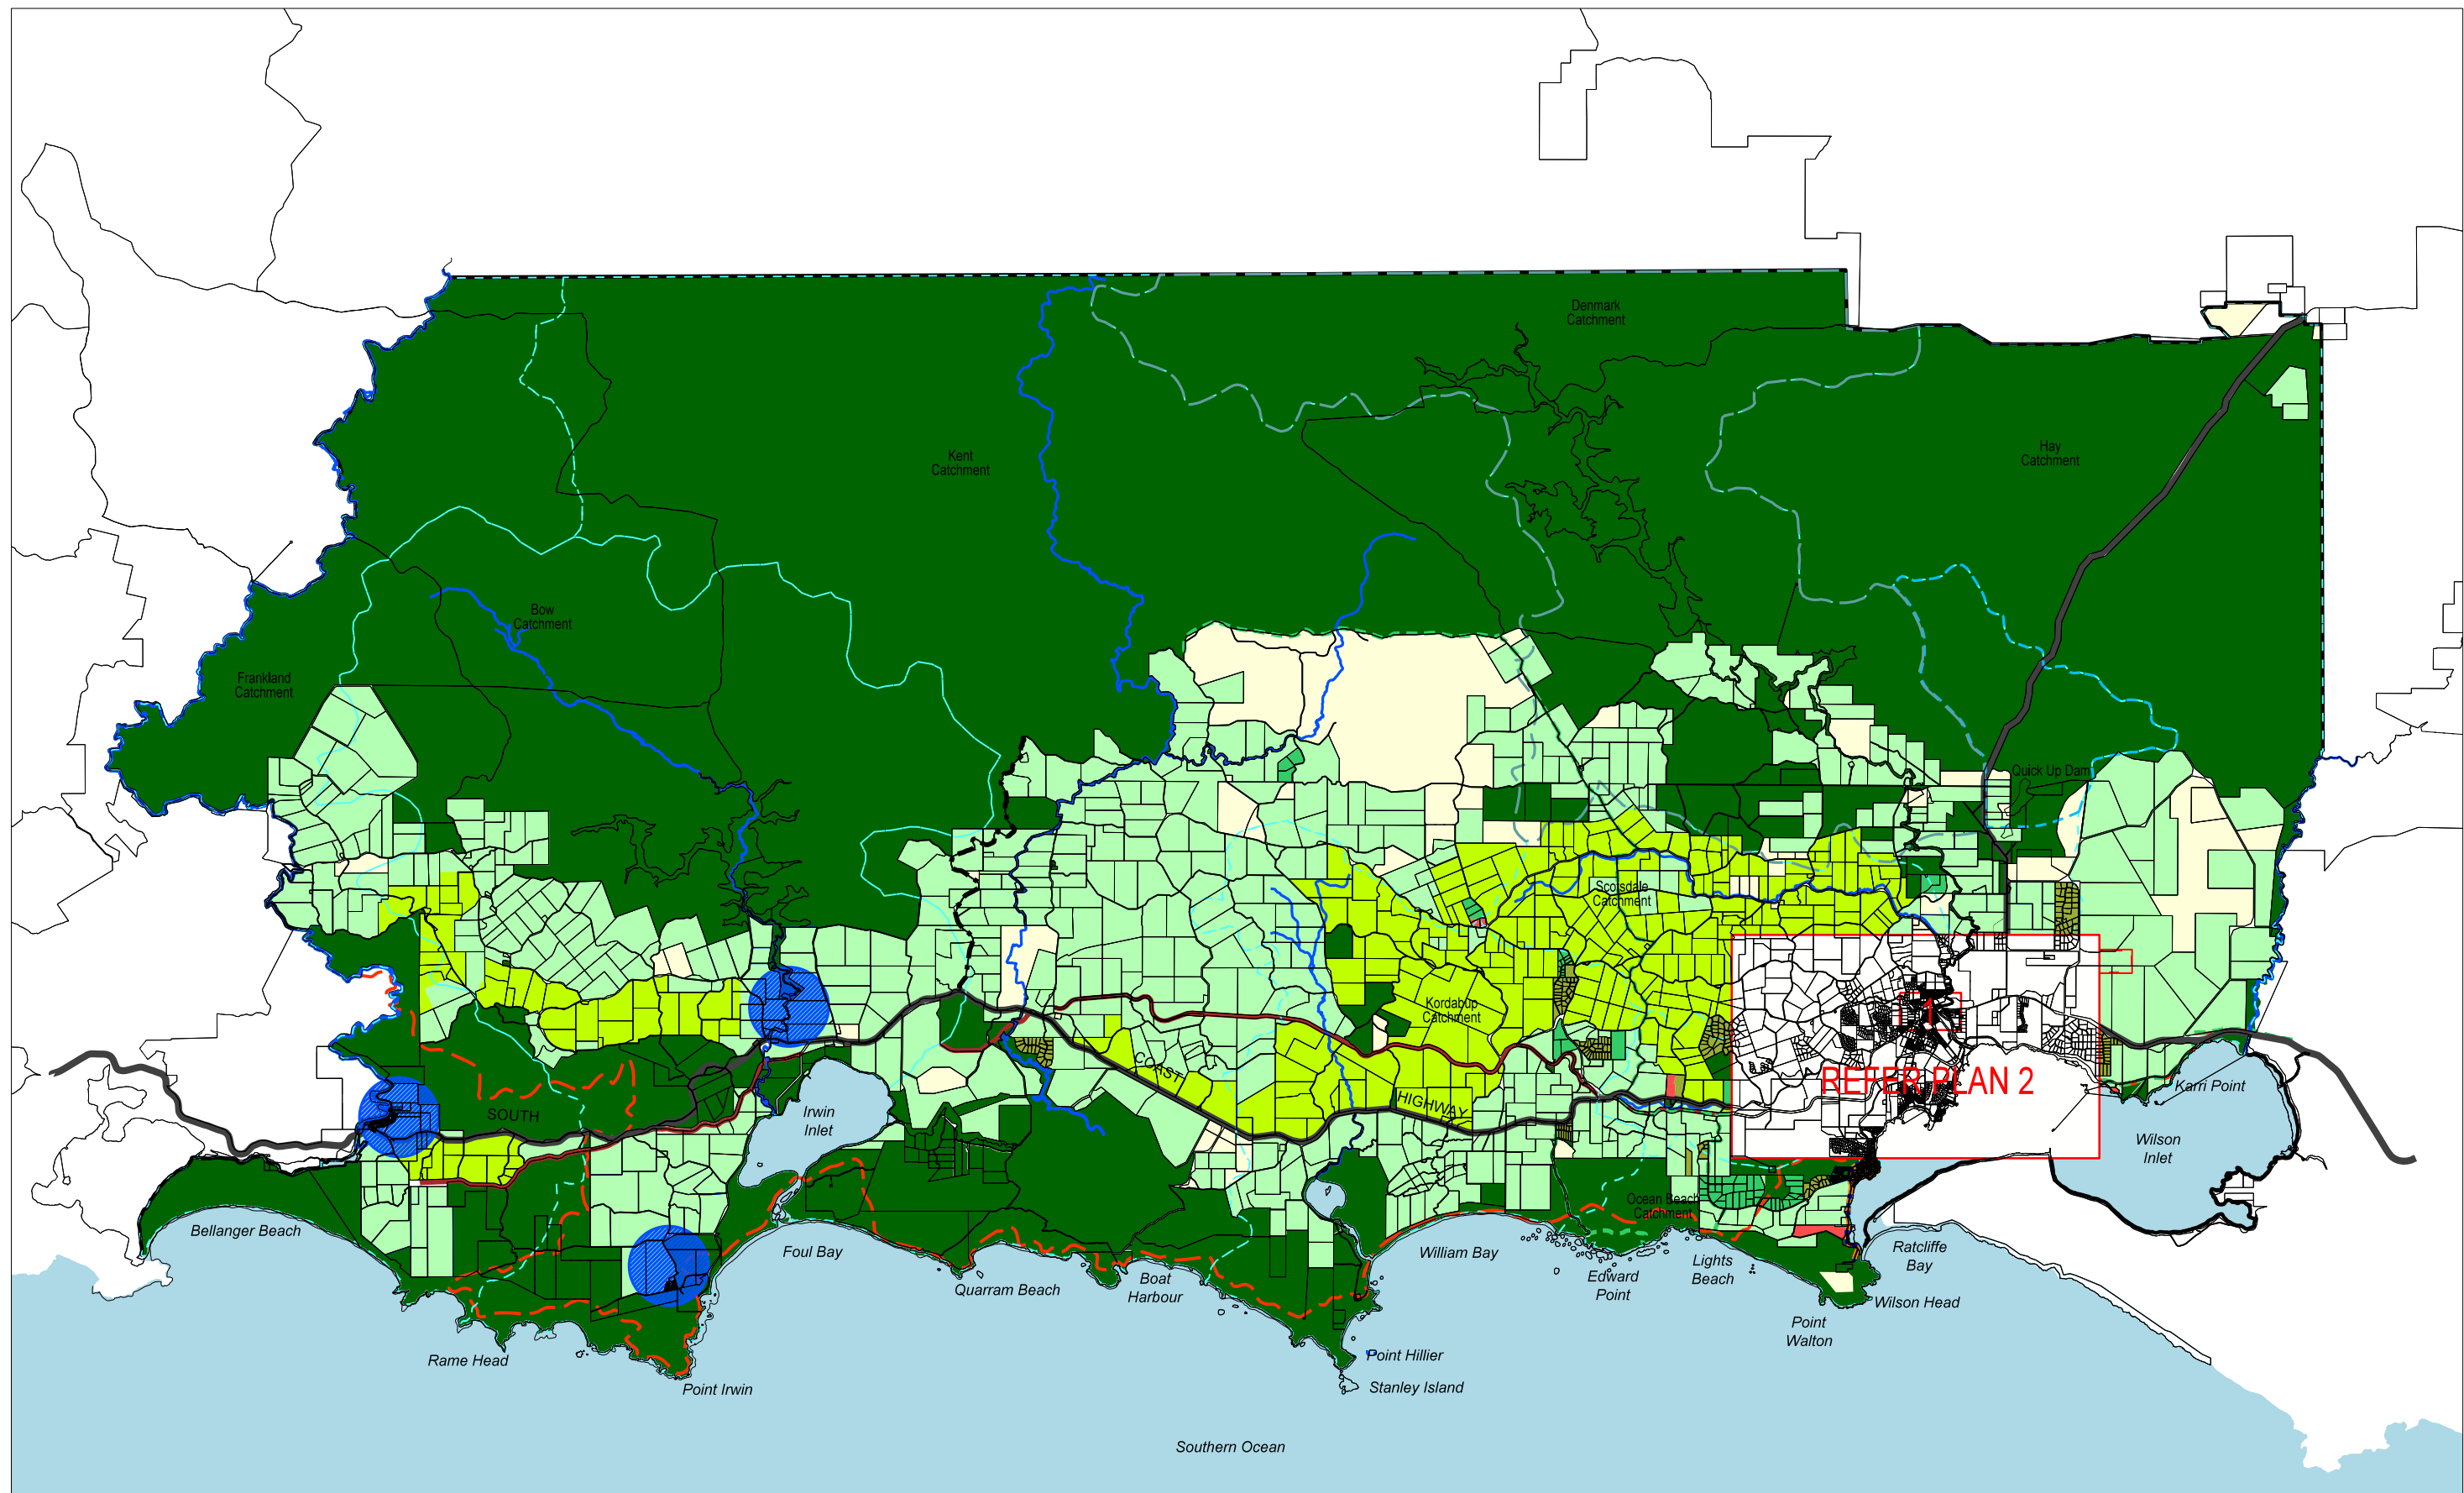 Denmark
Catchment
Kent
Catchment
Hay
Catchment
Bow
Catchment
Frankland
Catchment
Quick Up Dam
Scotsdale
Catchment
Kordabup
Catchment
1
COAST
REFER PLAN 2
Karri Point
HIGHWAY
SOUTH
Irwin
Inlet
Wilson
Inlet
Ocean Beach
Catchment
Bellanger Beach
Foul Bay
William Bay
Ratcliffe
Bay
Lights
Beach
Edward
Point
Boat
Harbour
Quarram Beach
Wilson Head
Point
Walton
Rame Head
Point Hillier
Point Irwin
Stanley Island
Southern Ocean